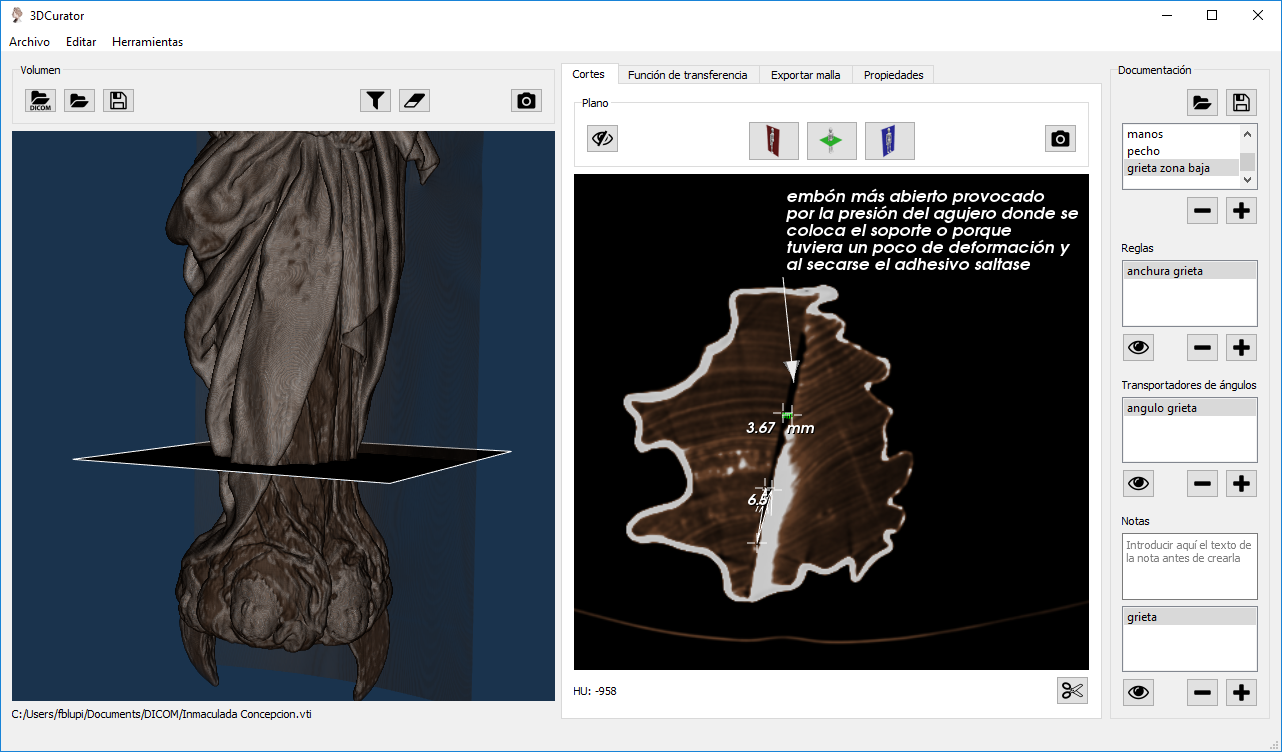 3DCurator
Archivo Editar Herramientas
Volumen
DICOM
C:/Users/fblupi/Documents/DICOM/Inmaculada Concepcion.vti
Cortes Función de transferencia Exportar malla Propiedades
Plano
embón más abierto provocado
por la presión del agujero donde se
coloca el soporte o porque
tuviera un poco de deformación y
al secarse el adhesivo saltase
3.67 mm
6.5
HU: -958
Documentación
manos
pecho
grieta zona baja
Reglas
anchura grieta
Transportadores de ángulos
angulo grieta
Notas
Introducir aquí el texto de
la nota antes de crearla
grieta